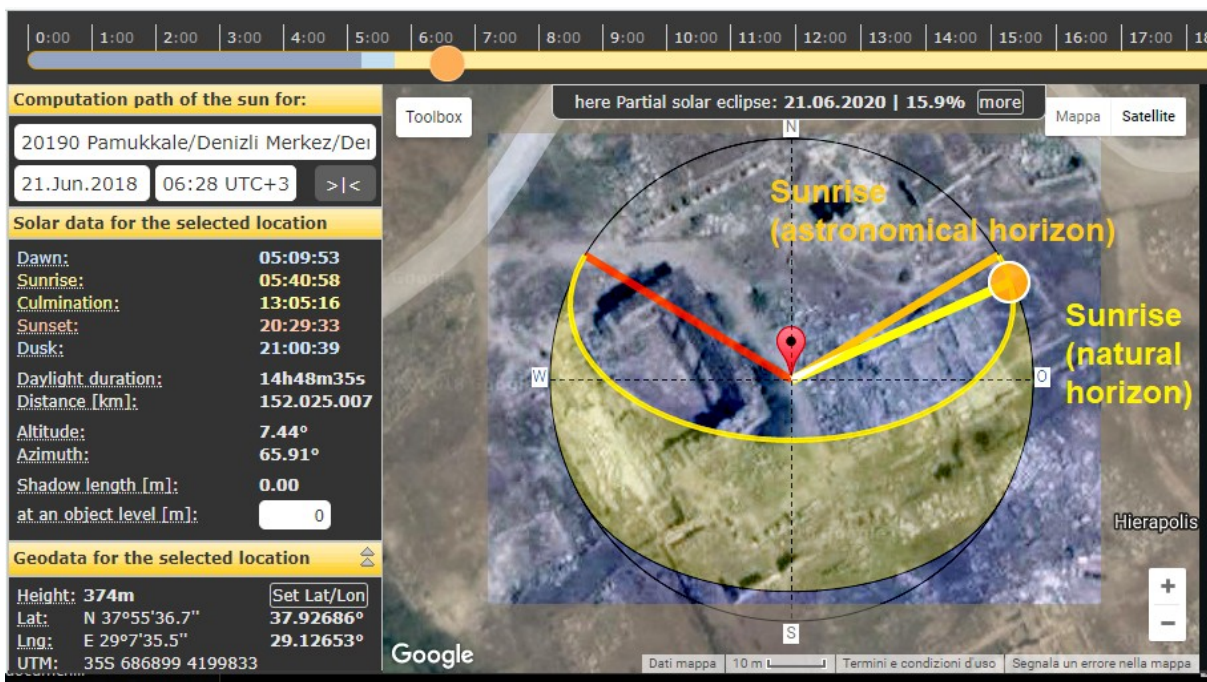 0:00 1:00 2:00 3:00 4:00 5:00 6:00 7:00 8:00 9:00 10:00 11:00 12:00 13:00 14:00 15:00 16:00 17:00 18
Computation path of the sun for:
20190 Pamukkale/Denizli Merkez/Der
21.Jun.2018 06:28 UTC+3 >|<
Solar data for the selected location
Dawn: 05:09:53
Sunrise: 05:40:58
Culmination: 13:05:16
Sunset: 20:29:33
Dusk: 21:00:39
Daylight duration: 14h48m35s
Distance [km]: 152.025.007
Altitude: 7.44°
Azimuth: 65.91°
Shadow length [m]: 0.00
at an object level [m]: 0
Geodata for the selected location
Height: 374m Set Lat/Lon
Lat: N 37°55'36.7'' 37.92686°
Lng: E 29°7'35.5'' 29.12653°
UTM: 35S 686899 4199833
Toolbox
here Partial solar eclipse: 21.06.2020 | 15.9% more
Mappa Satellite
N
Sunrise
(astronomical horizon)
Sunrise
(natural
horizon)
W
O
S
Hierapolis
+
−
Google
Dati mappa 10 m Termini e condizioni d'uso Segnala un errore nella mappa